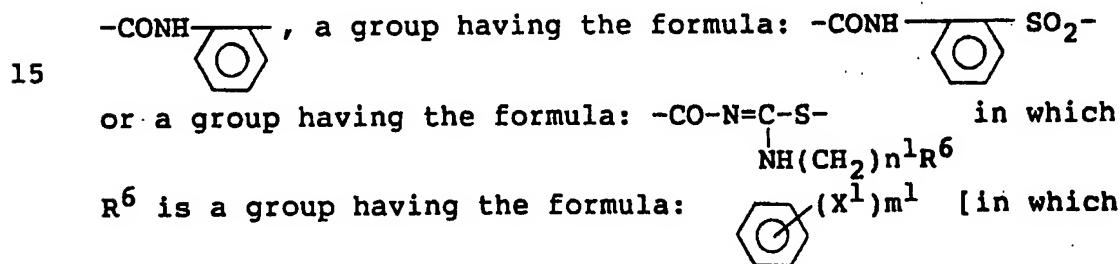 -CONH- , a group having the formula: -CONH- SO2-
15
or a group having the formula: -CO-N=C-S- in which
NH(CH2)n1R6
R6 is a group having the formula: (X1)m1 [in which